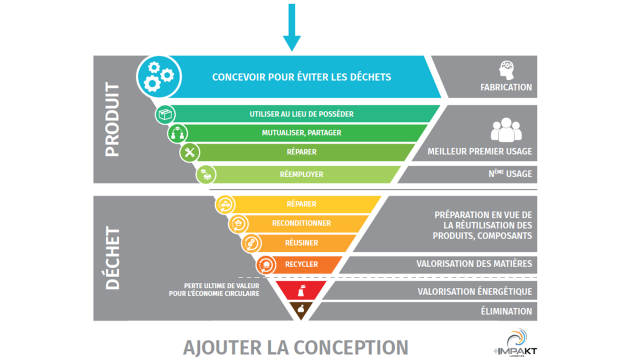 CONCEVOIR POUR ÉVITER LES DÉCHETS
FABRICATION
PRODUIT
UTILISER AU LIEU DE POSSÉDER
MUTUALISER, PARTAGER
RÉPARER
MEILLEUR PREMIER USAGE
RÉEMPLOYER
NÈME USAGE
DÉCHET
RÉPARER
RECONDITIONNER
RÉUSINER
PRÉPARATION EN VUE DE
LA RÉUTILISATION DES
PRODUITS, COMPOSANTS
RECYCLER
VALORISATION DES MATIÈRES
PERTE ULTIME DE VALEUR
POUR L'ÉCONOMIE CIRCULAIRE
VALORISATION ÉNERGÉTIQUE
ÉLIMINATION
AJOUTER LA CONCEPTION
IMPAKT